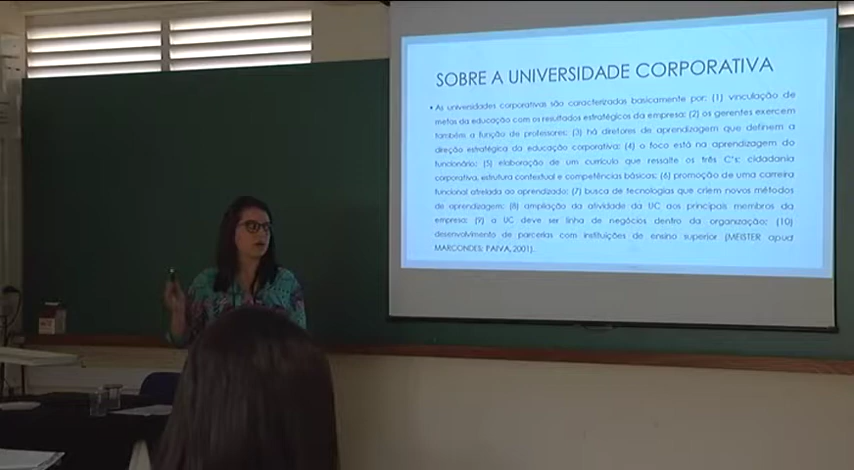 SOBRE A UNIVERSIDADE CORPORATIVA
• As universidades corporativas são caracterizadas basicamente por: (1) vinculação de
metas da educação com os resultados estratégicos da empresa; (2) os gerentes exercem
também a função de professores; (3) há diretores de aprendizagem que definem a
direção estratégica da educação corporativa; (4) o foco está na aprendizagem do
funcionário; (5) elaboração de um currículo que ressalte os três C's: cidadania
corporativa, estrutura contextual e competências básicas; (6) promoção de uma carreira
funcional atrelada ao aprendizado; (7) busca de tecnologias que criem novos métodos
de aprendizagem; (8) ampliação da atividade da UC aos principais membros da
empresa; (9) a UC deve ser linha de negócios dentro da organização; (10)
desenvolvimento de parcerias com instituições de ensino superior (MEISTER apud
MARCONDES; PAIVA, 2001).